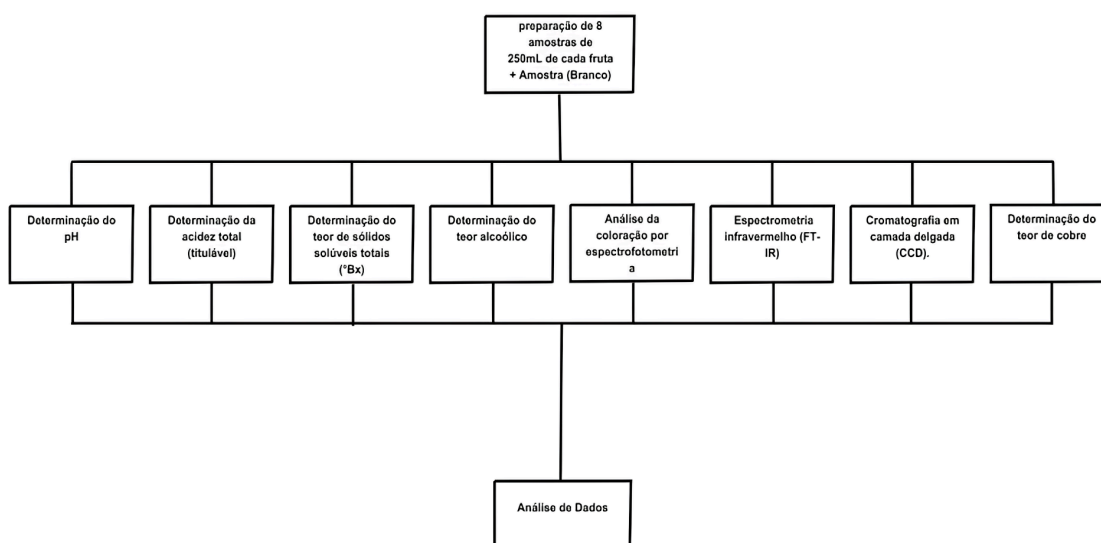 preparação de 8
amostras de
250mL de cada fruta
+ Amostra (Branco)
Determinação do
pH
Determinação da
acidez total
(titulável)
Determinação do
teor de sólidos
solúveis totais
(°Bx)
Determinação do
teor alcoólico
Análise da
coloração por
espectrofotometri
a
Espectrometria
infravermelho (FT-
IR)
Cromatografia em
camada delgada
(CCD).
Determinação do
teor de cobre
Análise de Dados